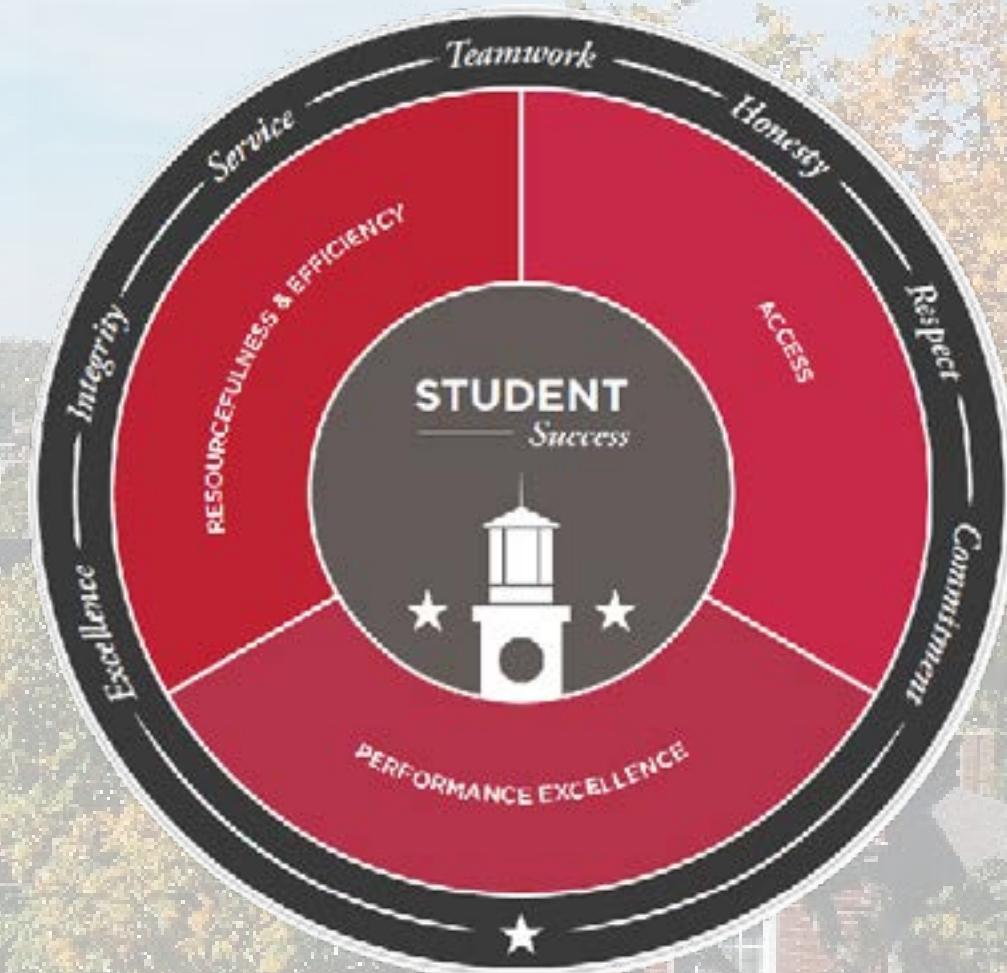 Excellence
Integrity
Service
Teamwork
Honesty
Respect
Commitment
RESOURCEFULNESS & EFFICIENCY
ACCESS
PERFORMANCE EXCELLENCE
STUDENT
Success